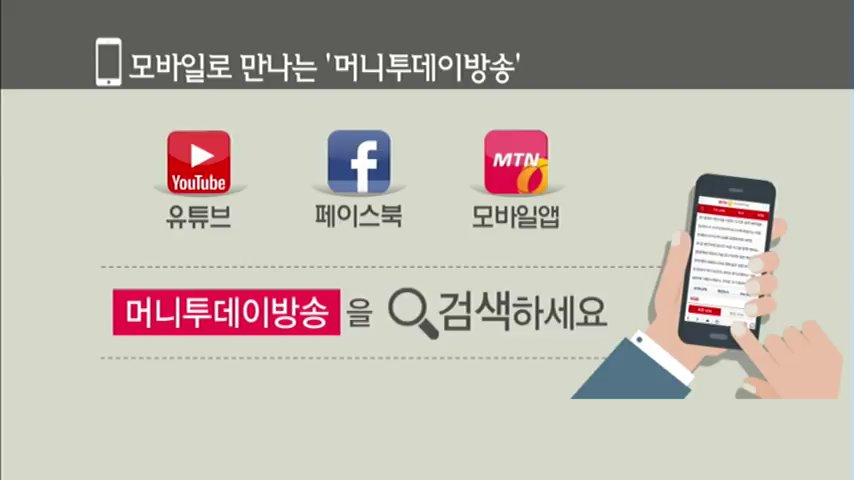 모바일로 만나는 '머니투데이방송'
YouTube
MTN
유튜브 페이스북 모바일앱
머니투데이방송을 검색하세요
MTN